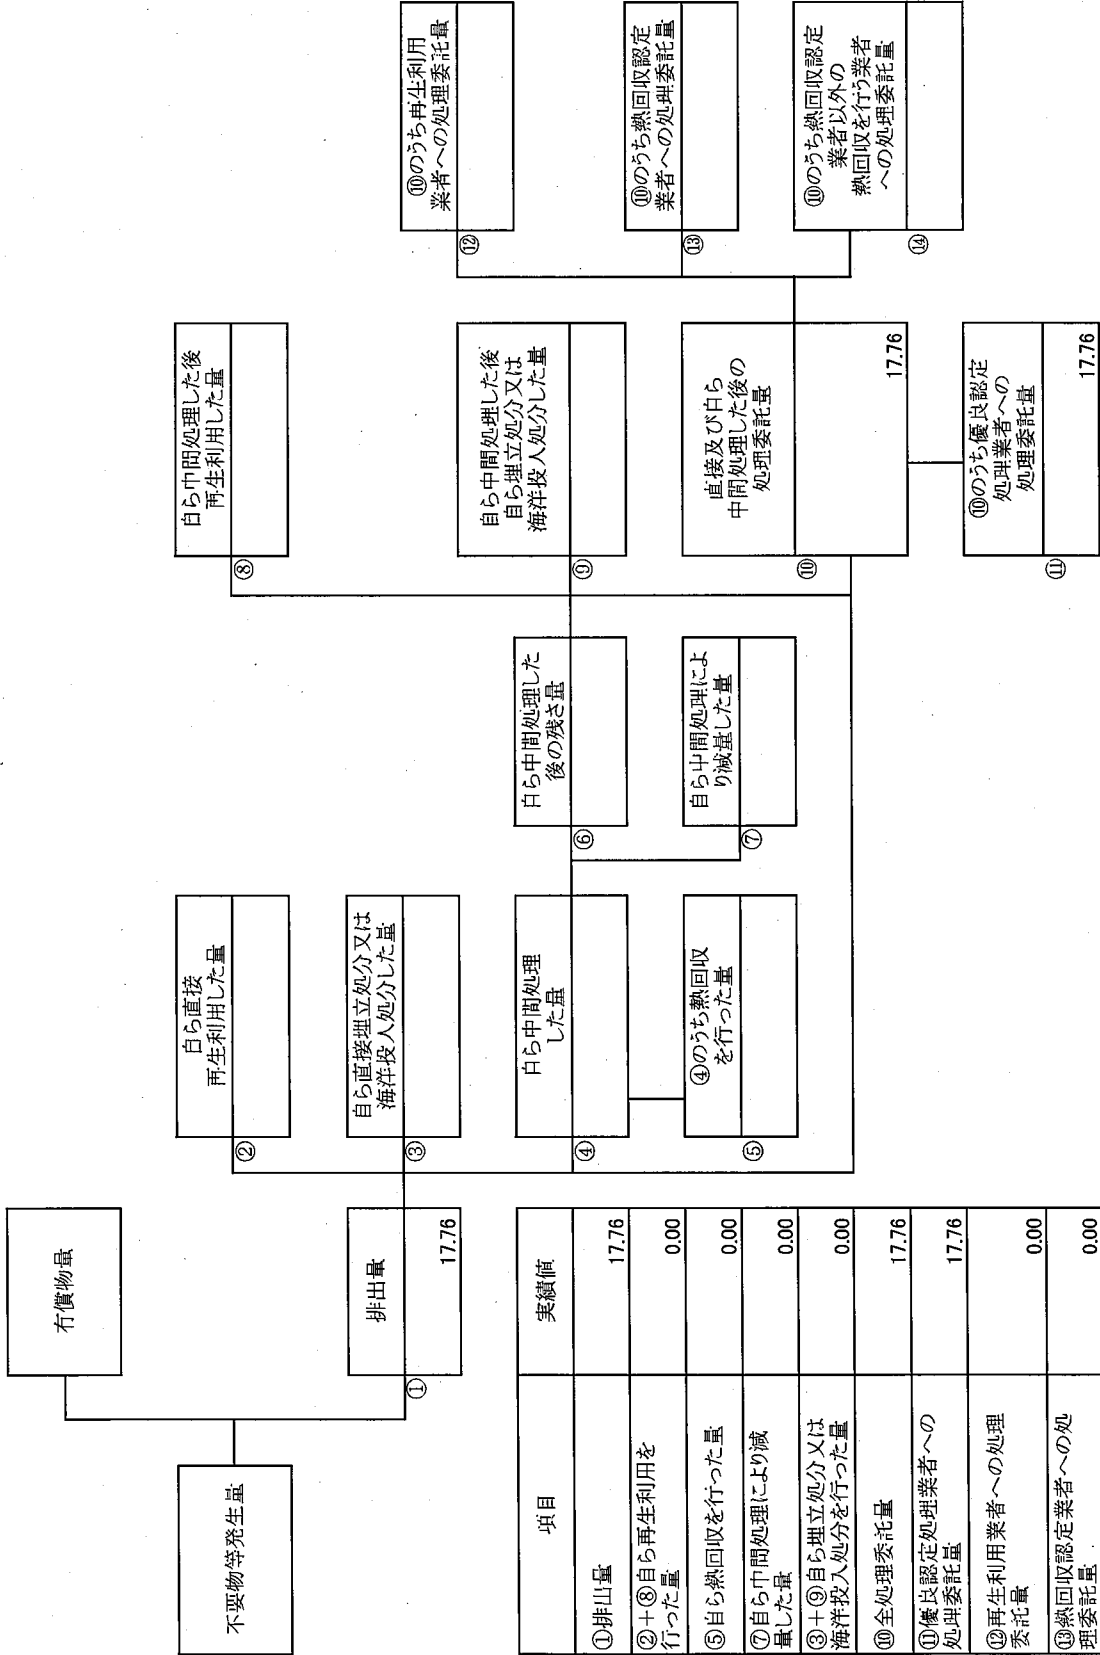 不要物等発生量
有償物量
排出量
①
17.76
自ら直接
再生利用した量
②
自ら直接埋立処分又は
海洋投入処分した量
③
自ら中間処理
した量
④
④のうち熱回収
を行った量
⑤
自ら中間処理した
後の残さ量
⑥
自ら中間処理によ
り減量した量
⑦
自ら中間処理した後
再生利用した量
⑧
自ら中間処理した後
自ら埋立処分又は
海洋投入処分した量
⑨
直接及び自ら
中間処理した後の
処理委託量
⑩
17.76
⑩のうち優良認定
処理業者への
処理委託量
⑪
17.76
⑩のうち再生利用
業者への処理委託量
⑫
⑩のうち熱回収認定
業者への処理委託量
⑬
⑩のうち熱回収認定
業者以外の
熱回収を行う業者
への処理委託量
⑭
項目 実績値
①排出量 17.76
②+⑧自ら再生利用を
行った量 0.00
⑤自ら熱回収を行った量 0.00
⑦自ら中間処理により減
量した量 0.00
③+⑨自ら埋立処分又は
海洋投入処分を行った量 0.00
⑩全処理委託量 17.76
⑪優良認定処理業者への
処理委託量 17.76
⑫再生利用業者への処理
委託量 0.00
⑬熱回収認定業者への処
理委託量 0.00